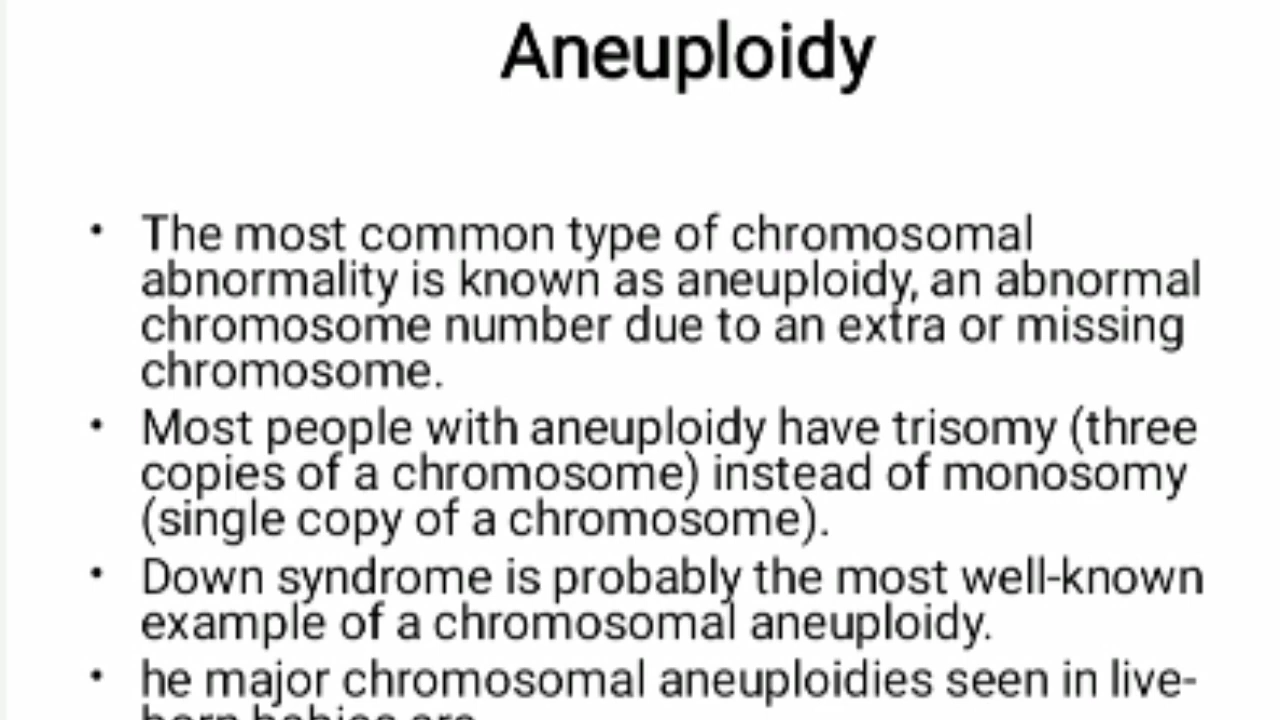 Aneuploidy
• The most common type of chromosomal
abnormality is known as aneuploidy, an abnormal
chromosome number due to an extra or missing
chromosome.
• Most people with aneuploidy have trisomy (three
copies of a chromosome) instead of monosomy
(single copy of a chromosome).
• Down syndrome is probably the most well-known
example of a chromosomal aneuploidy.
• he major chromosomal aneuploidies seen in live-
born babies are